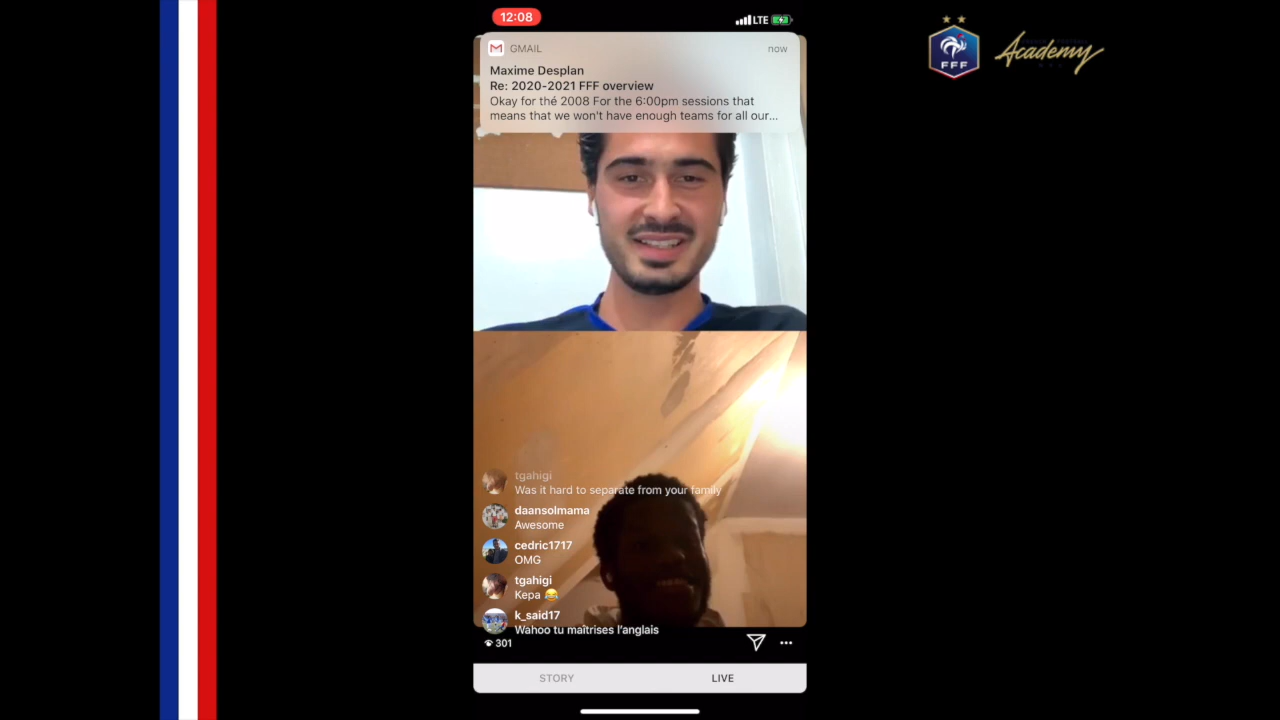 12:08
LTE
GMAIL
now
Maxime Desplan
Re: 2020-2021 FFF overview
Okay for thé 2008 For the 6:00pm sessions that
means that we won't have enough teams for all our...
FFF
Academy
tgahigi
Was it hard to separate from your family
daansolmama
Awesome
cedric1717
OMG
tgahigi
Kepa 😂
k_said17
Wahoo tu maîtrises l'anglais
301
STORY
LIVE